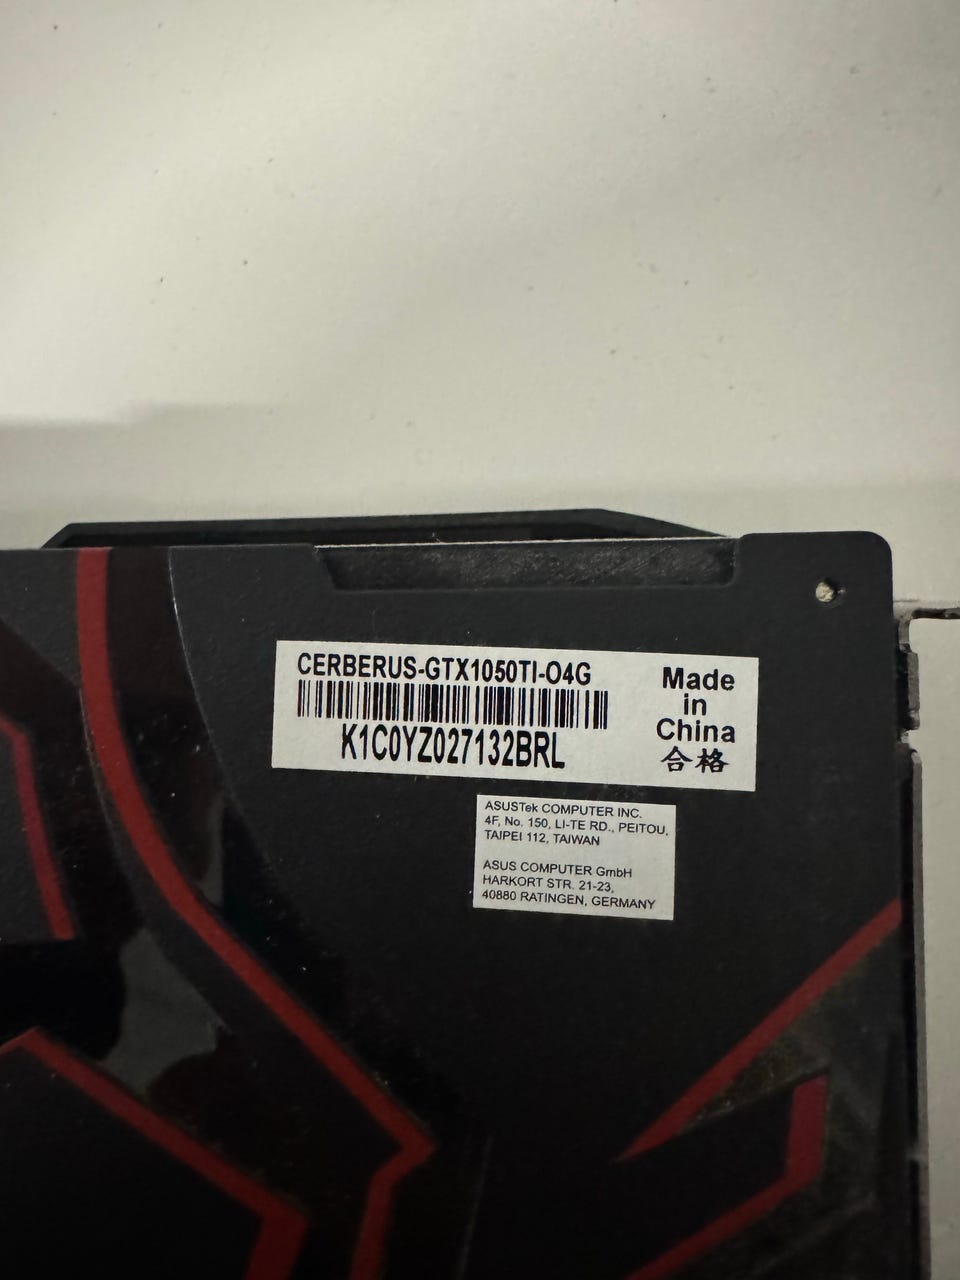 CERBERUS-GTX1050TI-O4G
K1C0YZ027132BRL
Made
in
China
合格
ASUSTek COMPUTER INC.
4F, No. 150, LI-TE RD., PEITOU,
TAIPEI 112, TAIWAN
ASUS COMPUTER GmbH
HARKORT STR. 21-23,
40880 RATINGEN, GERMANY